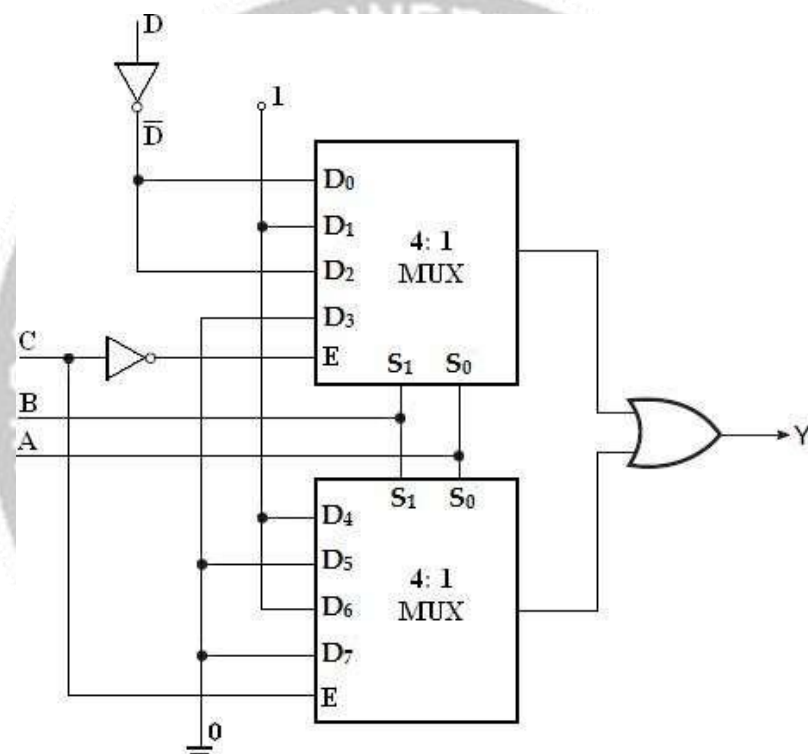 D
D̅
1
D₀
D₁
D₂
D₃
E
4: 1
MUX
S₁ S₀
C
B
A
S₁ S₀
D₄
D₅
D₆
D₇
E
4: 1
MUX
Y
0